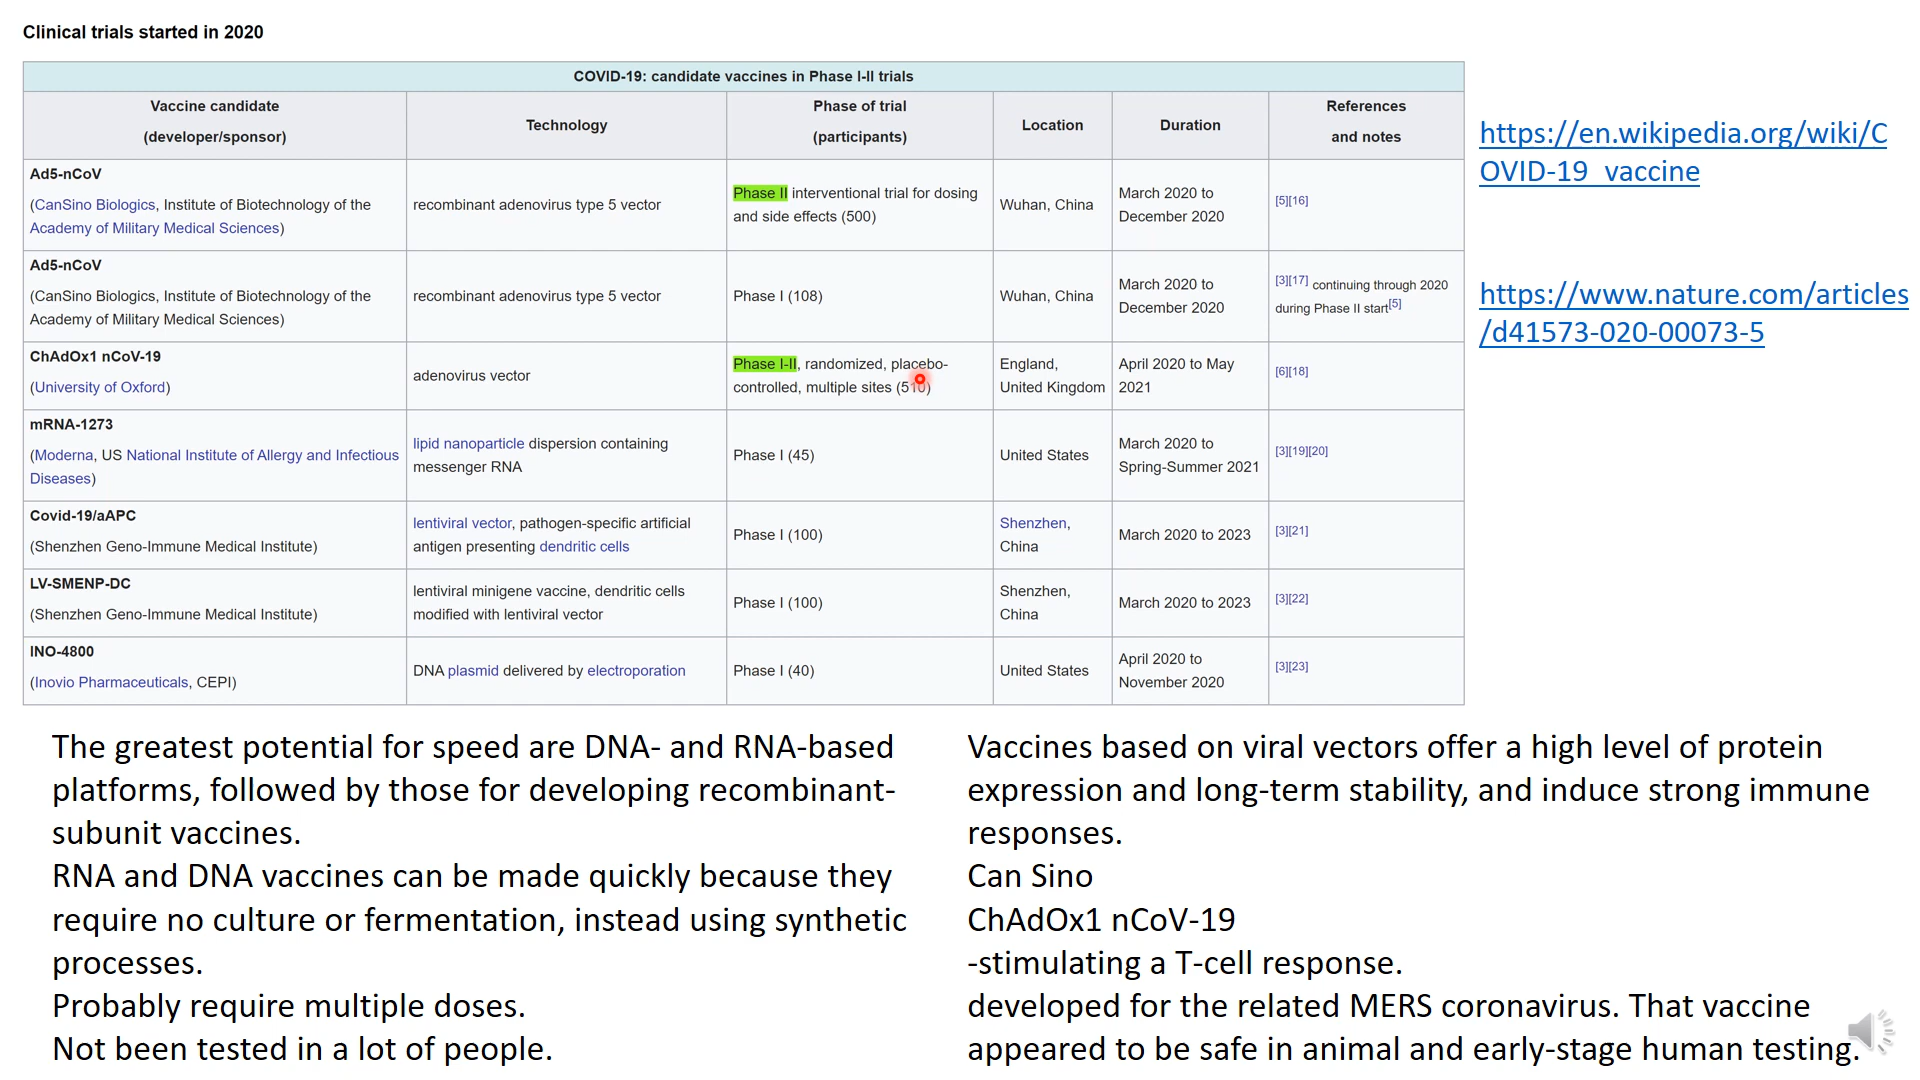 Clinical trials started in 2020
COVID-19: candidate vaccines in Phase I-II trials
Vaccine candidate
(developer/sponsor)
Technology
Phase of trial
(participants)
Location
Duration
References
and notes
Ad5-nCoV
(CanSino Biologics, Institute of Biotechnology of the
Academy of Military Medical Sciences)
recombinant adenovirus type 5 vector
Phase II interventional trial for dosing
and side effects (500)
Wuhan, China
March 2020 to
December 2020
[5][16]
Ad5-nCoV
(CanSino Biologics, Institute of Biotechnology of the
Academy of Military Medical Sciences)
recombinant adenovirus type 5 vector
Phase I (108)
Wuhan, China
March 2020 to
December 2020
[3][17] continuing through 2020
during Phase II start[5]
ChAdOx1 nCoV-19
(University of Oxford)
adenovirus vector
Phase I-II, randomized, placebo-
controlled, multiple sites (510)
England,
United Kingdom
April 2020 to May
2021
[6][18]
mRNA-1273
(Moderna, US National Institute of Allergy and Infectious
Diseases)
lipid nanoparticle dispersion containing
messenger RNA
Phase I (45)
United States
March 2020 to
Spring-Summer 2021
[3][19][20]
Covid-19/aAPC
(Shenzhen Geno-Immune Medical Institute)
lentiviral vector, pathogen-specific artificial
antigen presenting dendritic cells
Phase I (100)
Shenzhen,
China
March 2020 to 2023
[3][21]
LV-SMENP-DC
(Shenzhen Geno-Immune Medical Institute)
lentiviral minigene vaccine, dendritic cells
modified with lentiviral vector
Phase I (100)
Shenzhen,
China
March 2020 to 2023
[3][22]
INO-4800
(Inovio Pharmaceuticals, CEPI)
DNA plasmid delivered by electroporation
Phase I (40)
United States
April 2020 to
November 2020
[3][23]
https://en.wikipedia.org/wiki/C
OVID-19_vaccine
https://www.nature.com/articles
/d41573-020-00073-5
The greatest potential for speed are DNA- and RNA-based
platforms, followed by those for developing recombinant-
subunit vaccines.
RNA and DNA vaccines can be made quickly because they
require no culture or fermentation, instead using synthetic
processes.
Probably require multiple doses.
Not been tested in a lot of people.
Vaccines based on viral vectors offer a high level of protein
expression and long-term stability, and induce strong immune
responses.
Can Sino
ChAdOx1 nCoV-19
-stimulating a T-cell response.
developed for the related MERS coronavirus. That vaccine
appeared to be safe in animal and early-stage human testing.